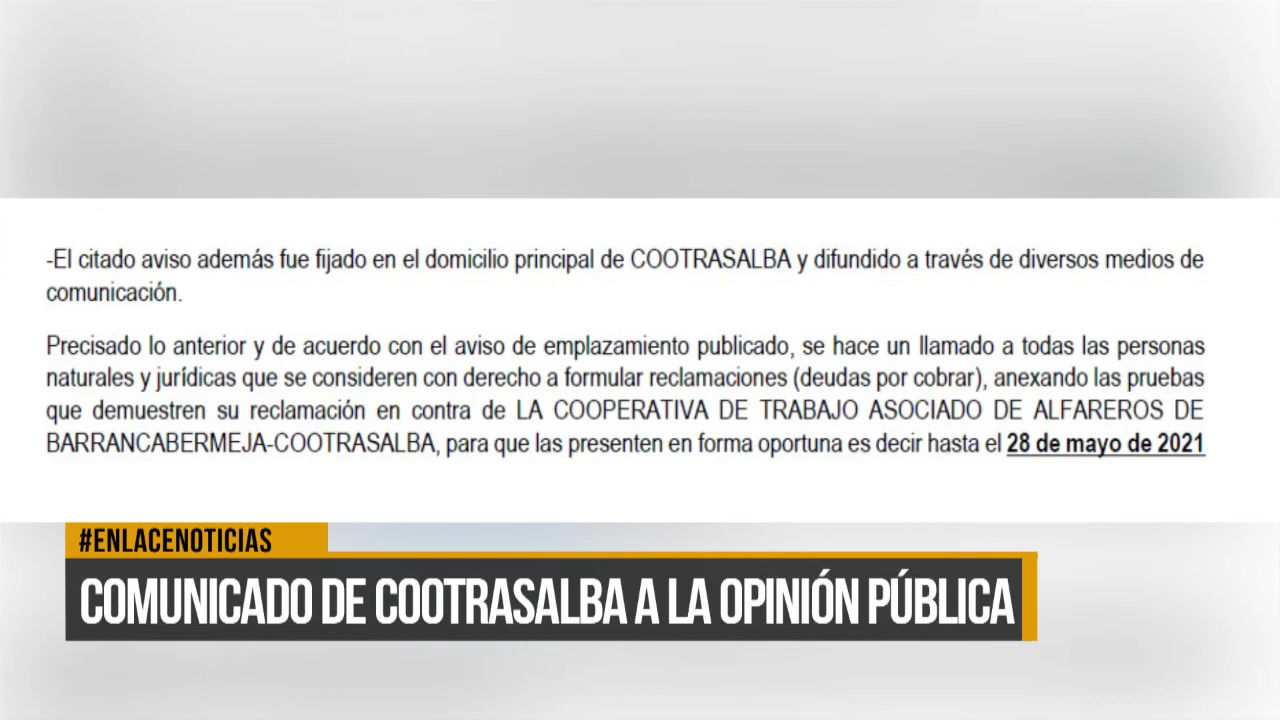 -El citado aviso además fue fijado en el domicilio principal de COOTRASALBA y difundido a través de diversos medios de
comunicación.
Precisado lo anterior y de acuerdo con el aviso de emplazamiento publicado, se hace un llamado a todas las personas
naturales y jurídicas que se consideren con derecho a formular reclamaciones (deudas por cobrar), anexando las pruebas
que demuestren su reclamación en contra de LA COOPERATIVA DE TRABAJO ASOCIADO DE ALFAREROS DE
BARRANCABERMEJA-COOTRASALBA, para que las presenten en forma oportuna es decir hasta el 28 de mayo de 2021
#ENLACENOTICIAS
COMUNICADO DE COOTRASALBA A LA OPINIÓN PÚBLICA